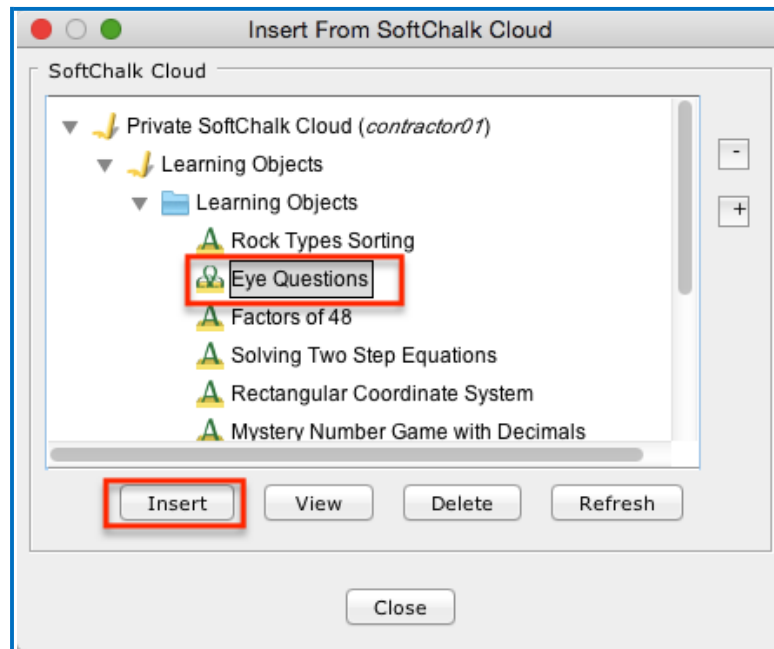 Insert From SoftChalk Cloud
SoftChalk Cloud
Private SoftChalk Cloud (contractor01)
Learning Objects
Learning Objects
Rock Types Sorting
Eye Questions
Factors of 48
Solving Two Step Equations
Rectangular Coordinate System
Mystery Number Game with Decimals
-
+
Insert View Delete Refresh
Close